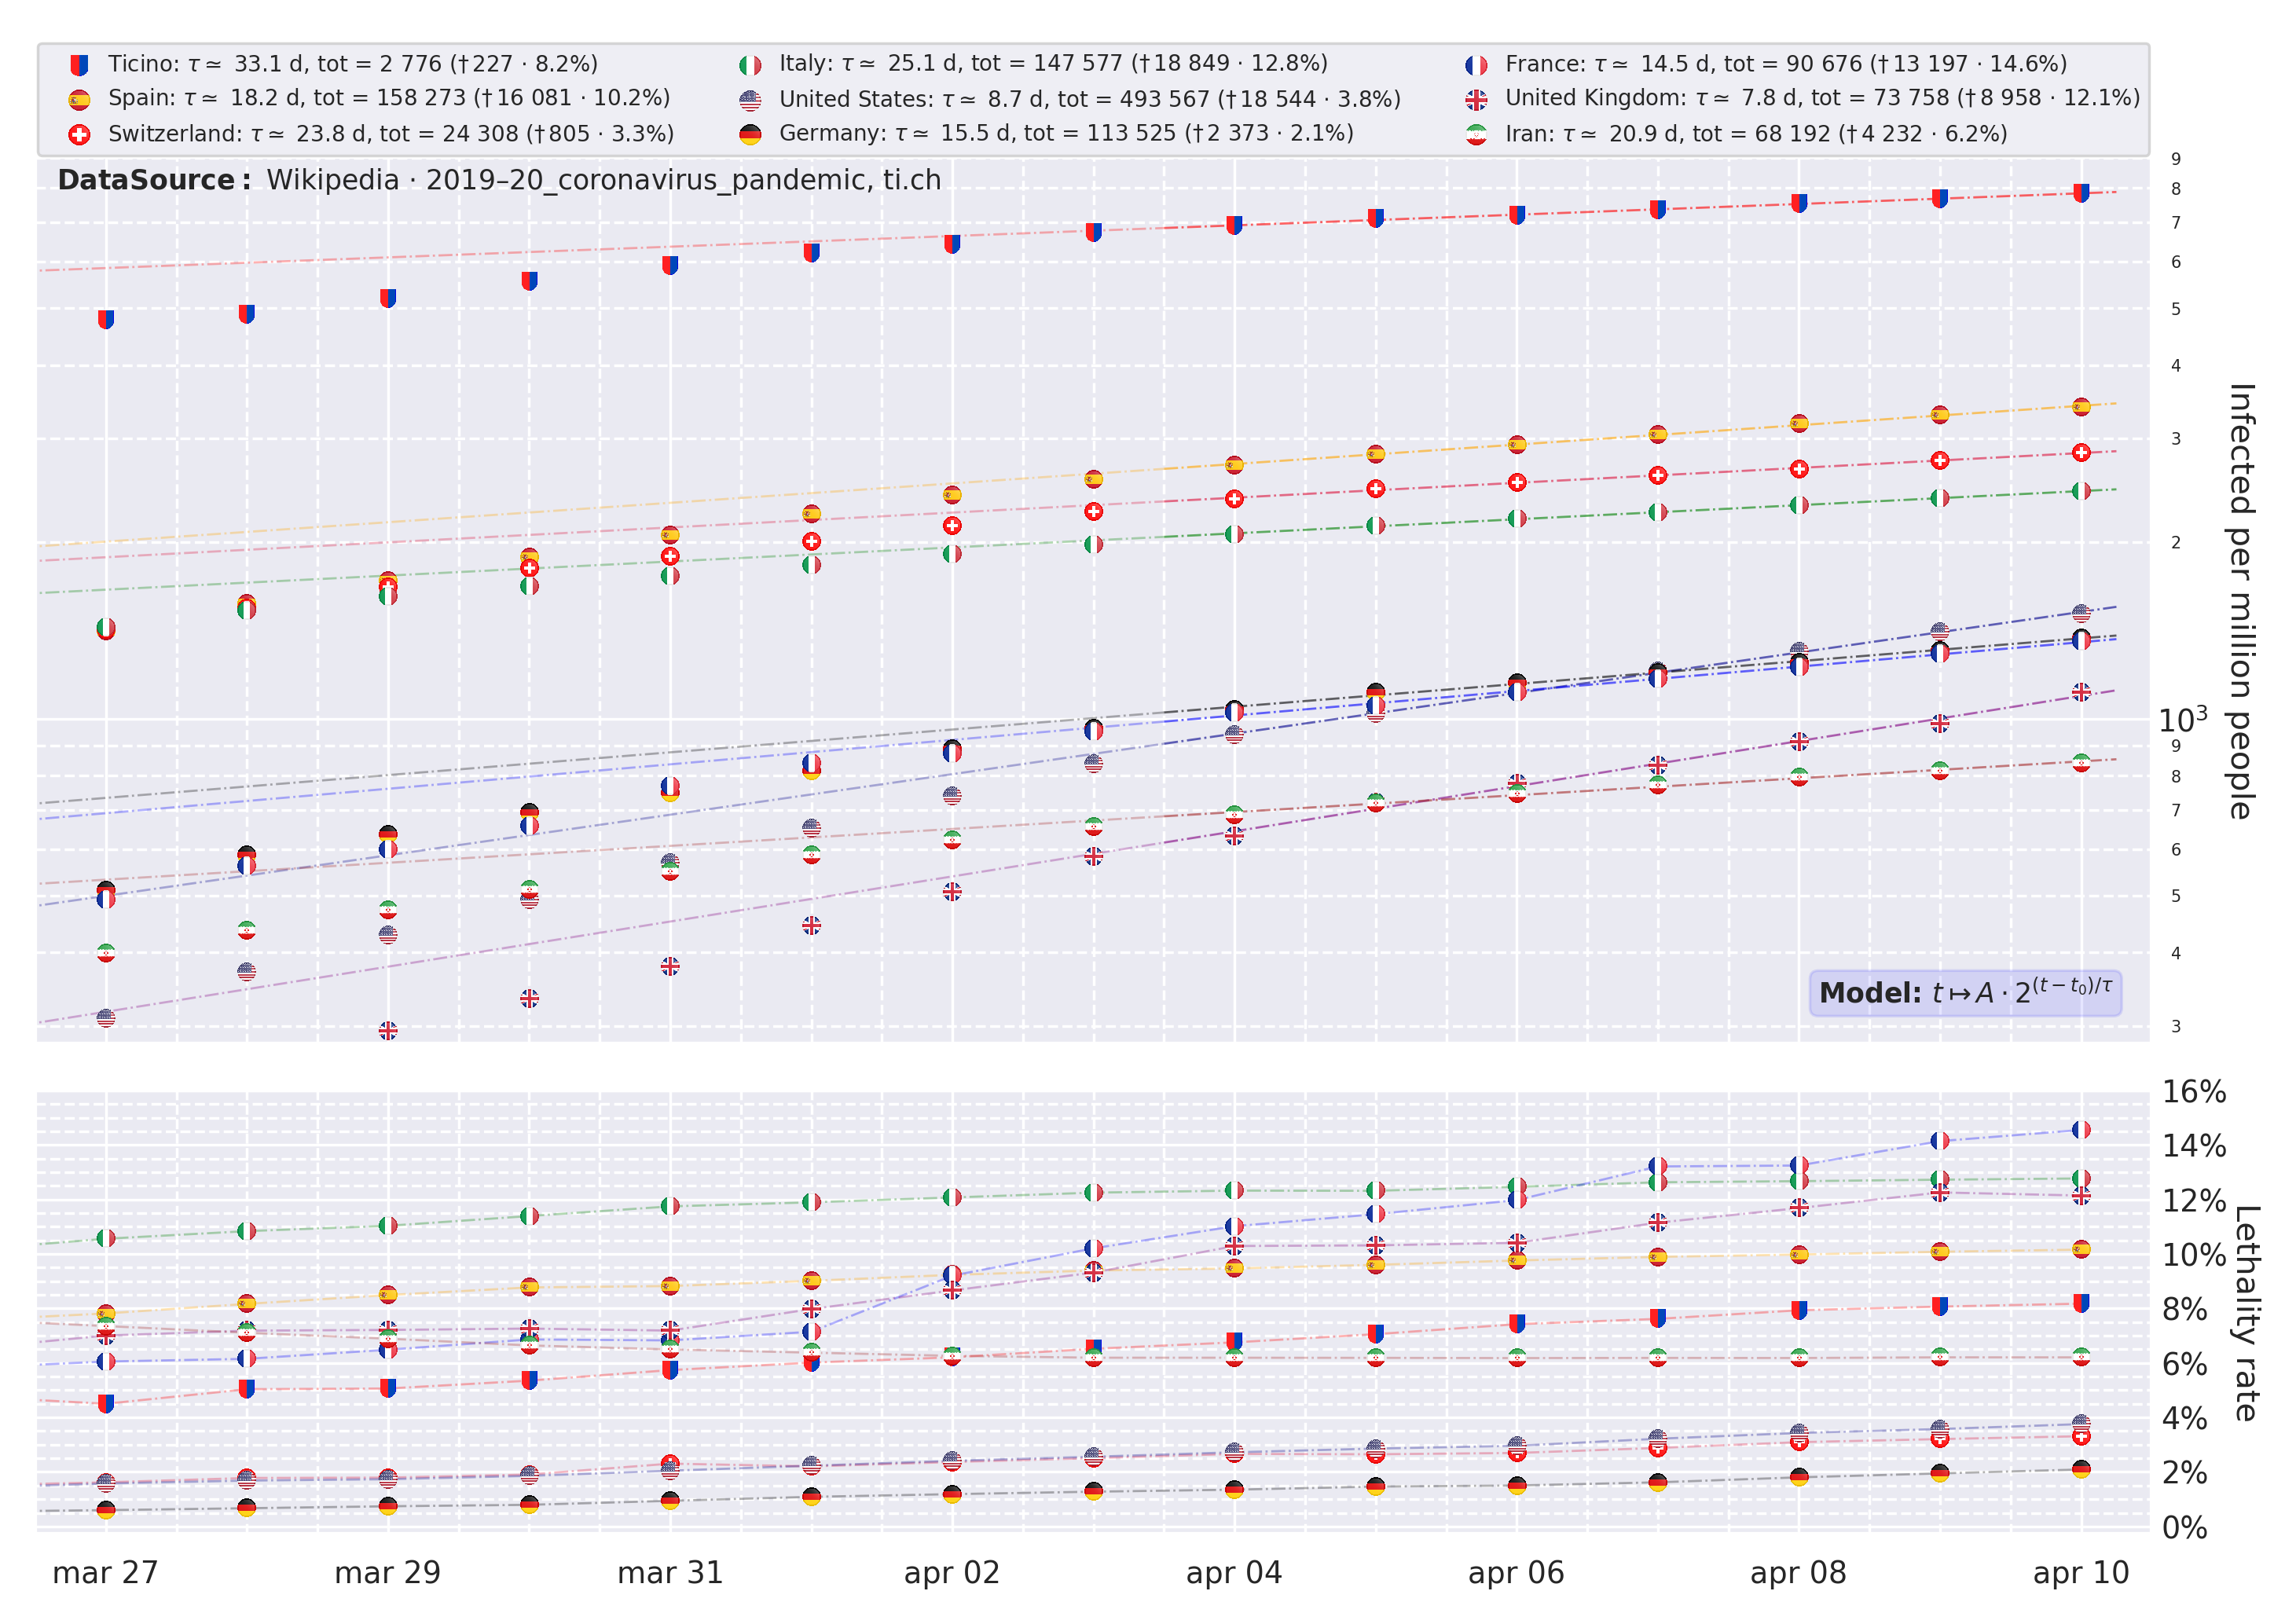 Ticino: τ ≃ 33.1 d, tot = 2 776 (†227 · 8.2%)
Spain: τ ≃ 18.2 d, tot = 158 273 (†16 081 · 10.2%)
Switzerland: τ ≃ 23.8 d, tot = 24 308 (†805 · 3.3%)
Italy: τ ≃ 25.1 d, tot = 147 577 (†18 849 · 12.8%)
United States: τ ≃ 8.7 d, tot = 493 567 (†18 544 · 3.8%)
Germany: τ ≃ 15.5 d, tot = 113 525 (†2 373 · 2.1%)
France: τ ≃ 14.5 d, tot = 90 676 (†13 197 · 14.6%)
United Kingdom: τ ≃ 7.8 d, tot = 73 758 (†8 958 · 12.1%)
Iran: τ ≃ 20.9 d, tot = 68 192 (†4 232 · 6.2%)
DataSource: Wikipedia · 2019–20_coronavirus_pandemic, ti.ch
9
8
7
6
5
4
3
2
10³
9
8
7
6
5
4
3
Infected per million people
Model: t ↦ A · 2^(t − t₀)/τ
16%
14%
12%
10%
8%
6%
4%
2%
0%
Lethality rate
mar 27
mar 29
mar 31
apr 02
apr 04
apr 06
apr 08
apr 10